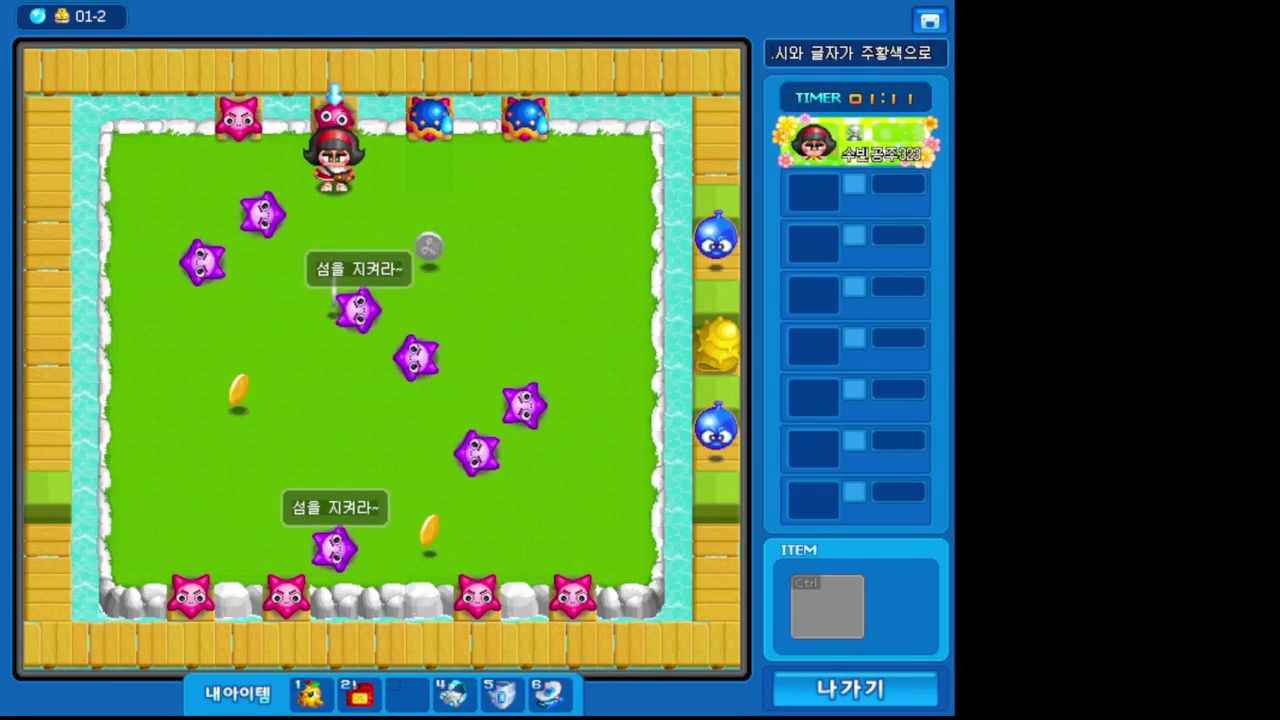 01-2
.시와 글자가 주황색으로
TIMER 01:11
수빈공주323
섬을 지켜라~
섬을 지켜라~
ITEM
Ctrl
내아이템
1 2 4 5 6
나가기